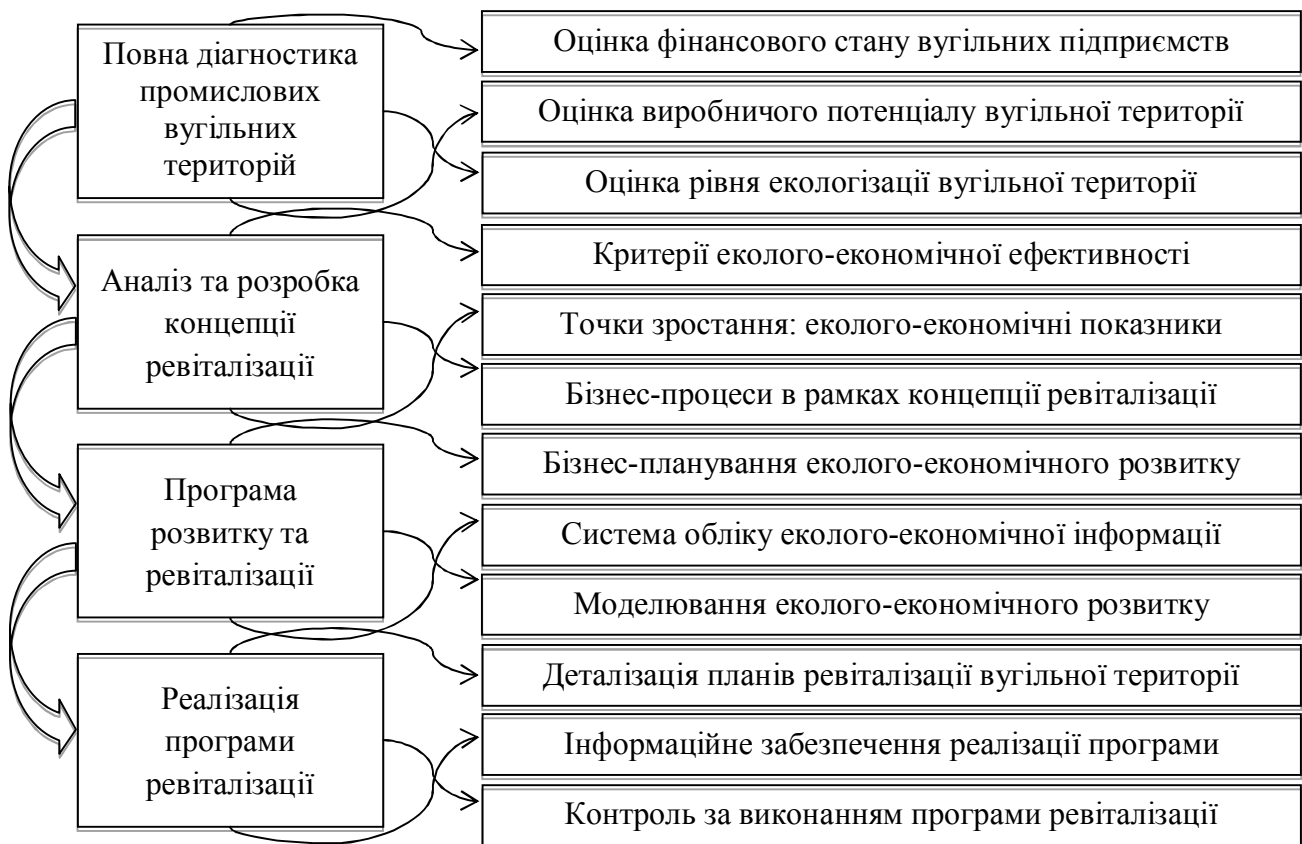 Повна діагностика
промислових
вугільних
територій
Аналіз та розробка
концепції
ревіталізації
Програма
розвитку та
ревіталізації
Реалізація
програми
ревіталізації
Оцінка фінансового стану вугільних підприємств
Оцінка виробничого потенціалу вугільної території
Оцінка рівня екологізації вугільної території
Критерії еколого-економічної ефективності
Точки зростання: еколого-економічні показники
Бізнес-процеси в рамках концепції ревіталізації
Бізнес-планування еколого-економічного розвитку
Система обліку еколого-економічної інформації
Моделювання еколого-економічного розвитку
Деталізація планів ревіталізації вугільної території
Інформаційне забезпечення реалізації програми
Контроль за виконанням програми ревіталізації